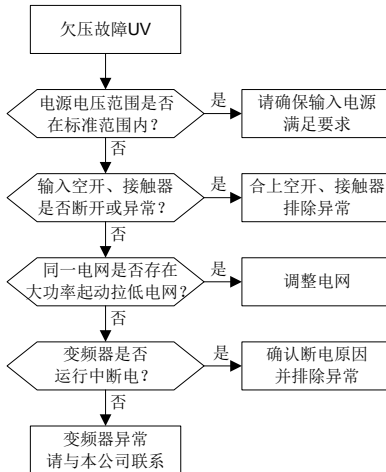 欠压故障UV
电源电压范围是否
在标准范围内？
是
请确保输入电源
满足要求
否
输入空开、接触器
是否断开或异常？
是
合上空开、接触器
排除异常
否
同一电网是否存在
大功率起动拉低电网？
是
调整电网
否
变频器是否
运行中断电？
是
确认断电原因
并排除异常
否
变频器异常
请与本公司联系